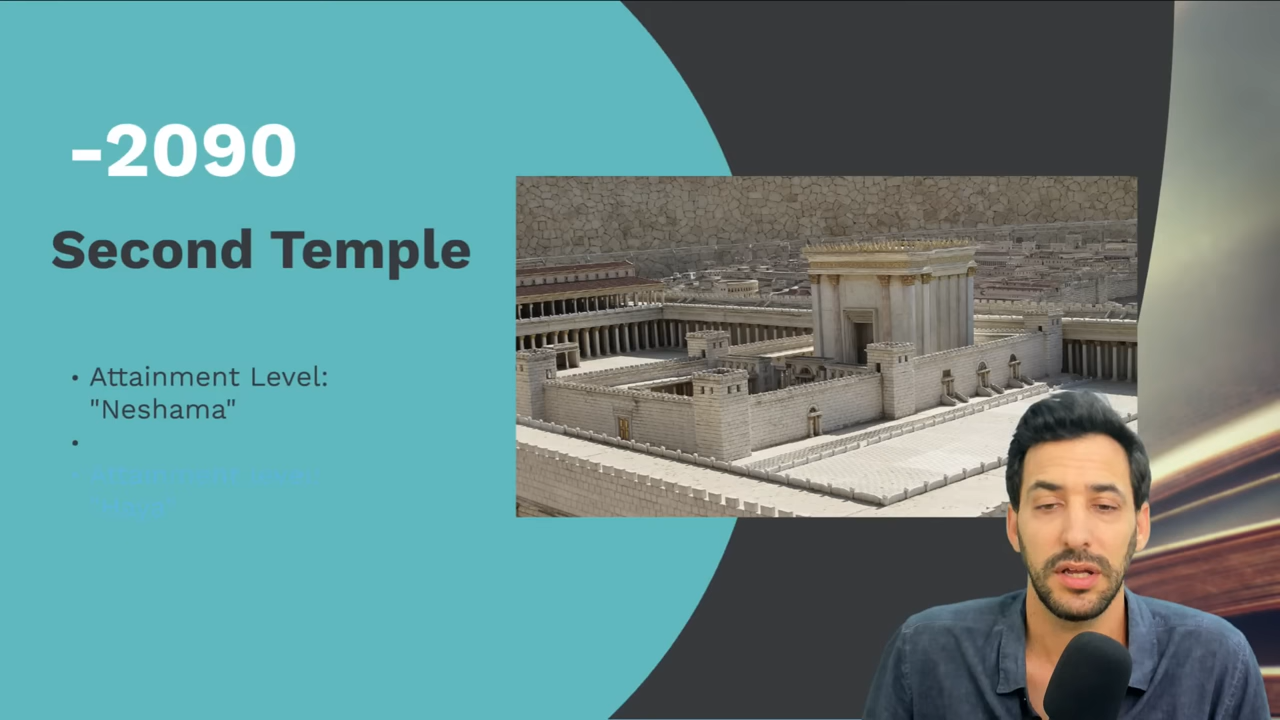 -2090
Second Temple
• Attainment Level:
"Neshama"
•